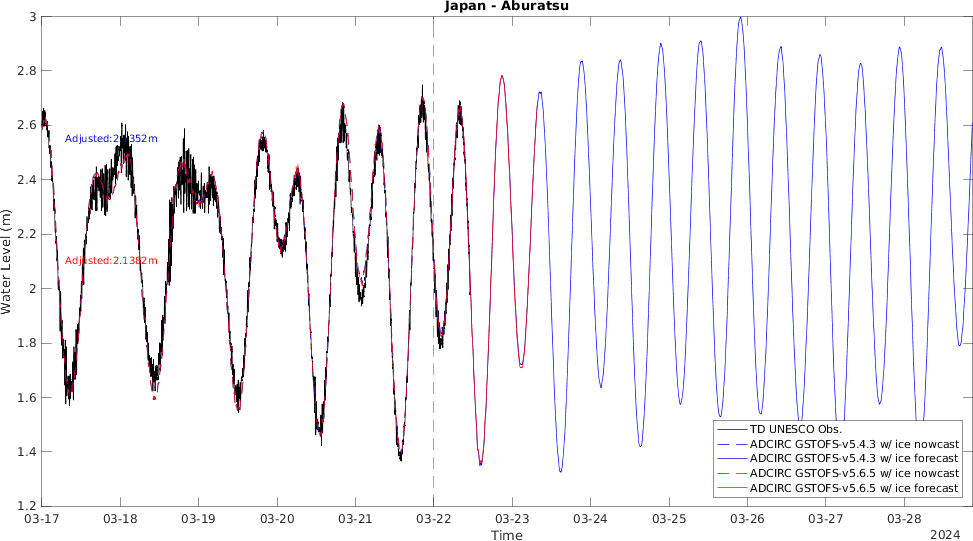 Japan - Aburatsu
3
2.8
2.6
2.4
2.2
2
1.8
1.6
1.4
1.2
Water Level (m)
Adjusted:2.1352m
Adjusted:2.1382m
TD UNESCO Obs.
ADCIRC GSTOFS-v5.4.3 w/ ice nowcast
ADCIRC GSTOFS-v5.4.3 w/ ice forecast
ADCIRC GSTOFS-v5.6.5 w/ ice nowcast
ADCIRC GSTOFS-v5.6.5 w/ ice forecast
03-17 03-18 03-19 03-20 03-21 03-22 03-23 03-24 03-25 03-26 03-27 03-28
Time
2024